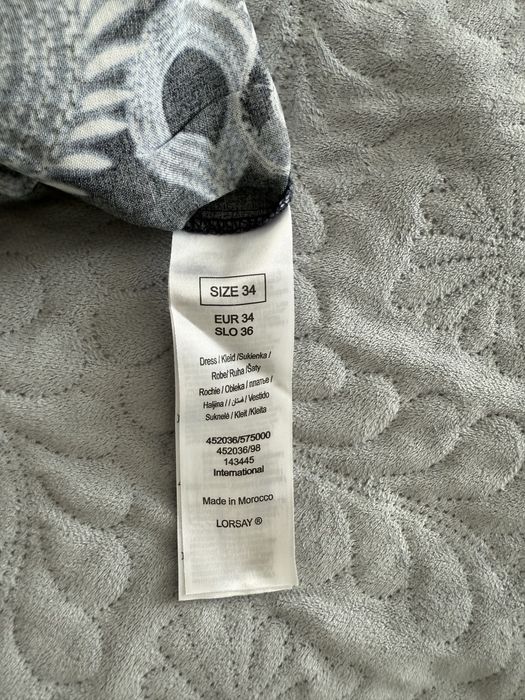 SIZE 34
EUR 34
SLO 36
Dress / Kleid /Sukienka /
Robe/ Ruha /Šaty
Rochie / Obleka / платье /
Haljina / / فستان / Vestido
Suknelė / Kleit /Kleita
452036/575000
452036/98
143445
International
Made in Morocco
LORSAY ®